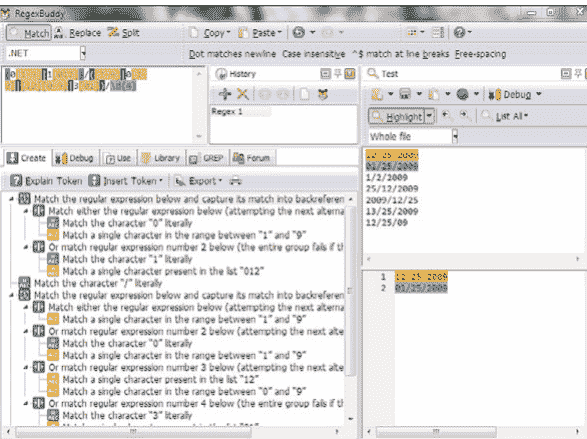 RegexBuddy
Match Replace Split Copy Paste
.NET Dot matches newline Case insensitive ^$ match at line breaks Free-spacing
History
Regex 1
Test
Debug
Highlight List All
Whole file
12 25 2009
01/25/2009
1/2/2009
25/12/2009
2009/12/25
13/25/2009
12/25/09
Create Debug Use Library GREP Forum
Explain Token Insert Token Export
Match the regular expression below and capture its match into backreferen
Match either the regular expression below (attempting the next alterna
Match the character "0" literally
Match a single character in the range between "1" and "9"
Or match regular expression number 2 below (the entire group fails if th
Match the character "1" literally
Match a single character present in the list "012"
Match the character "/" literally
Match the regular expression below and capture its match into backreferen
Match either the regular expression below (attempting the next alte
Or match regular expression number 2 below (attempting the next alte
Match the character "0" literally
Match a single character in the range between "1" and "9"
Or match regular expression number 3 below (attempting the next alte
Match a single character present in the list "12"
Match a single character in the range between "0" and "9"
Or match regular expression number 4 below (the entire group fails if
Match the character "3" literally
1 12 25 2009
2 01/25/2009